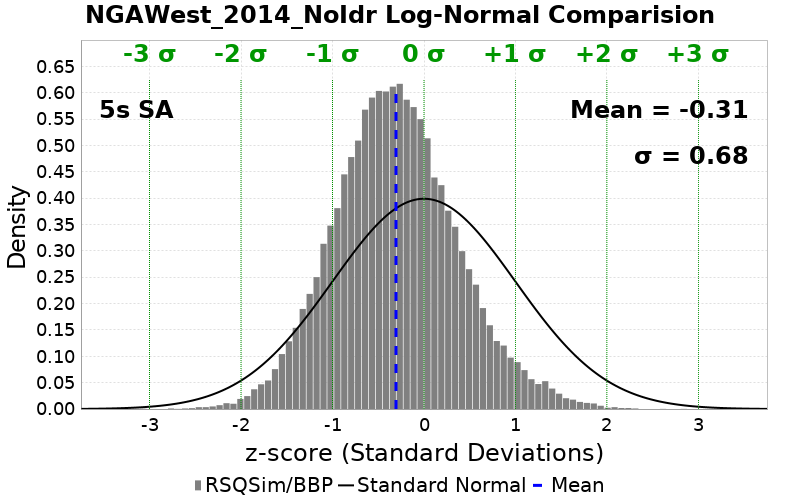 NGAWest_2014_NoIdr Log-Normal Comparision
-3 σ -2 σ -1 σ 0 σ +1 σ +2 σ +3 σ
5s SA
Mean = -0.31
σ = 0.68
Density
0.65
0.60
0.55
0.50
0.45
0.40
0.35
0.30
0.25
0.20
0.15
0.10
0.05
0.00
-3 -2 -1 0 1 2 3
z-score (Standard Deviations)
RSQSim/BBP Standard Normal Mean